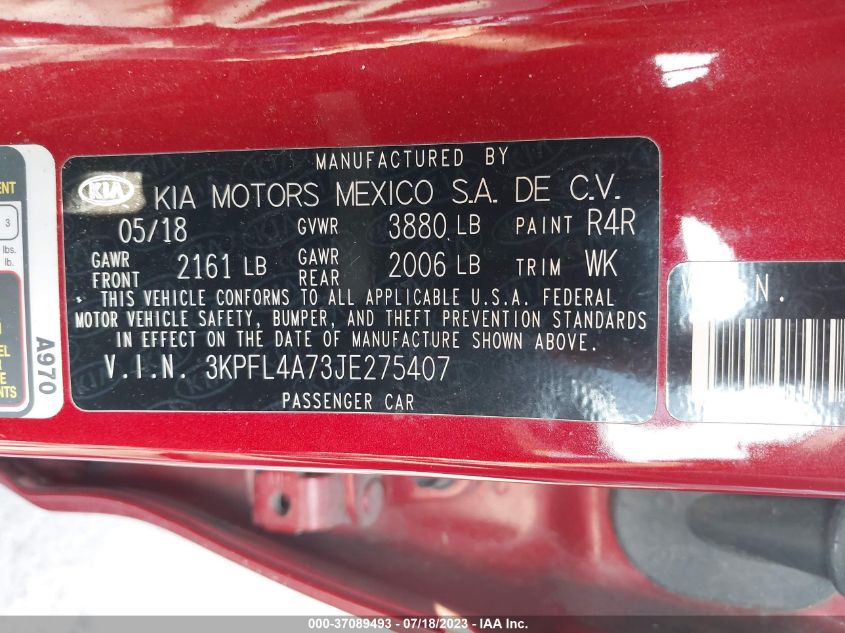 MANUFACTURED BY
KIA KIA MOTORS MEXICO S.A. DE C.V.
05/18 GVWR 3880 LB PAINT R4R
GAWR FRONT 2161 LB GAWR REAR 2006 LB TRIM WK
THIS VEHICLE CONFORMS TO ALL APPLICABLE U.S.A. FEDERAL
MOTOR VEHICLE SAFETY, BUMPER, AND THEFT PREVENTION STANDARDS
IN EFFECT ON THE DATE OF MANUFACTURE SHOWN ABOVE.
V.I.N. 3KPFL4A73JE275407
PASSENGER CAR
A970
3
lbs.
lb.
000-37089493 - 07/18/2023 - IAA Inc.